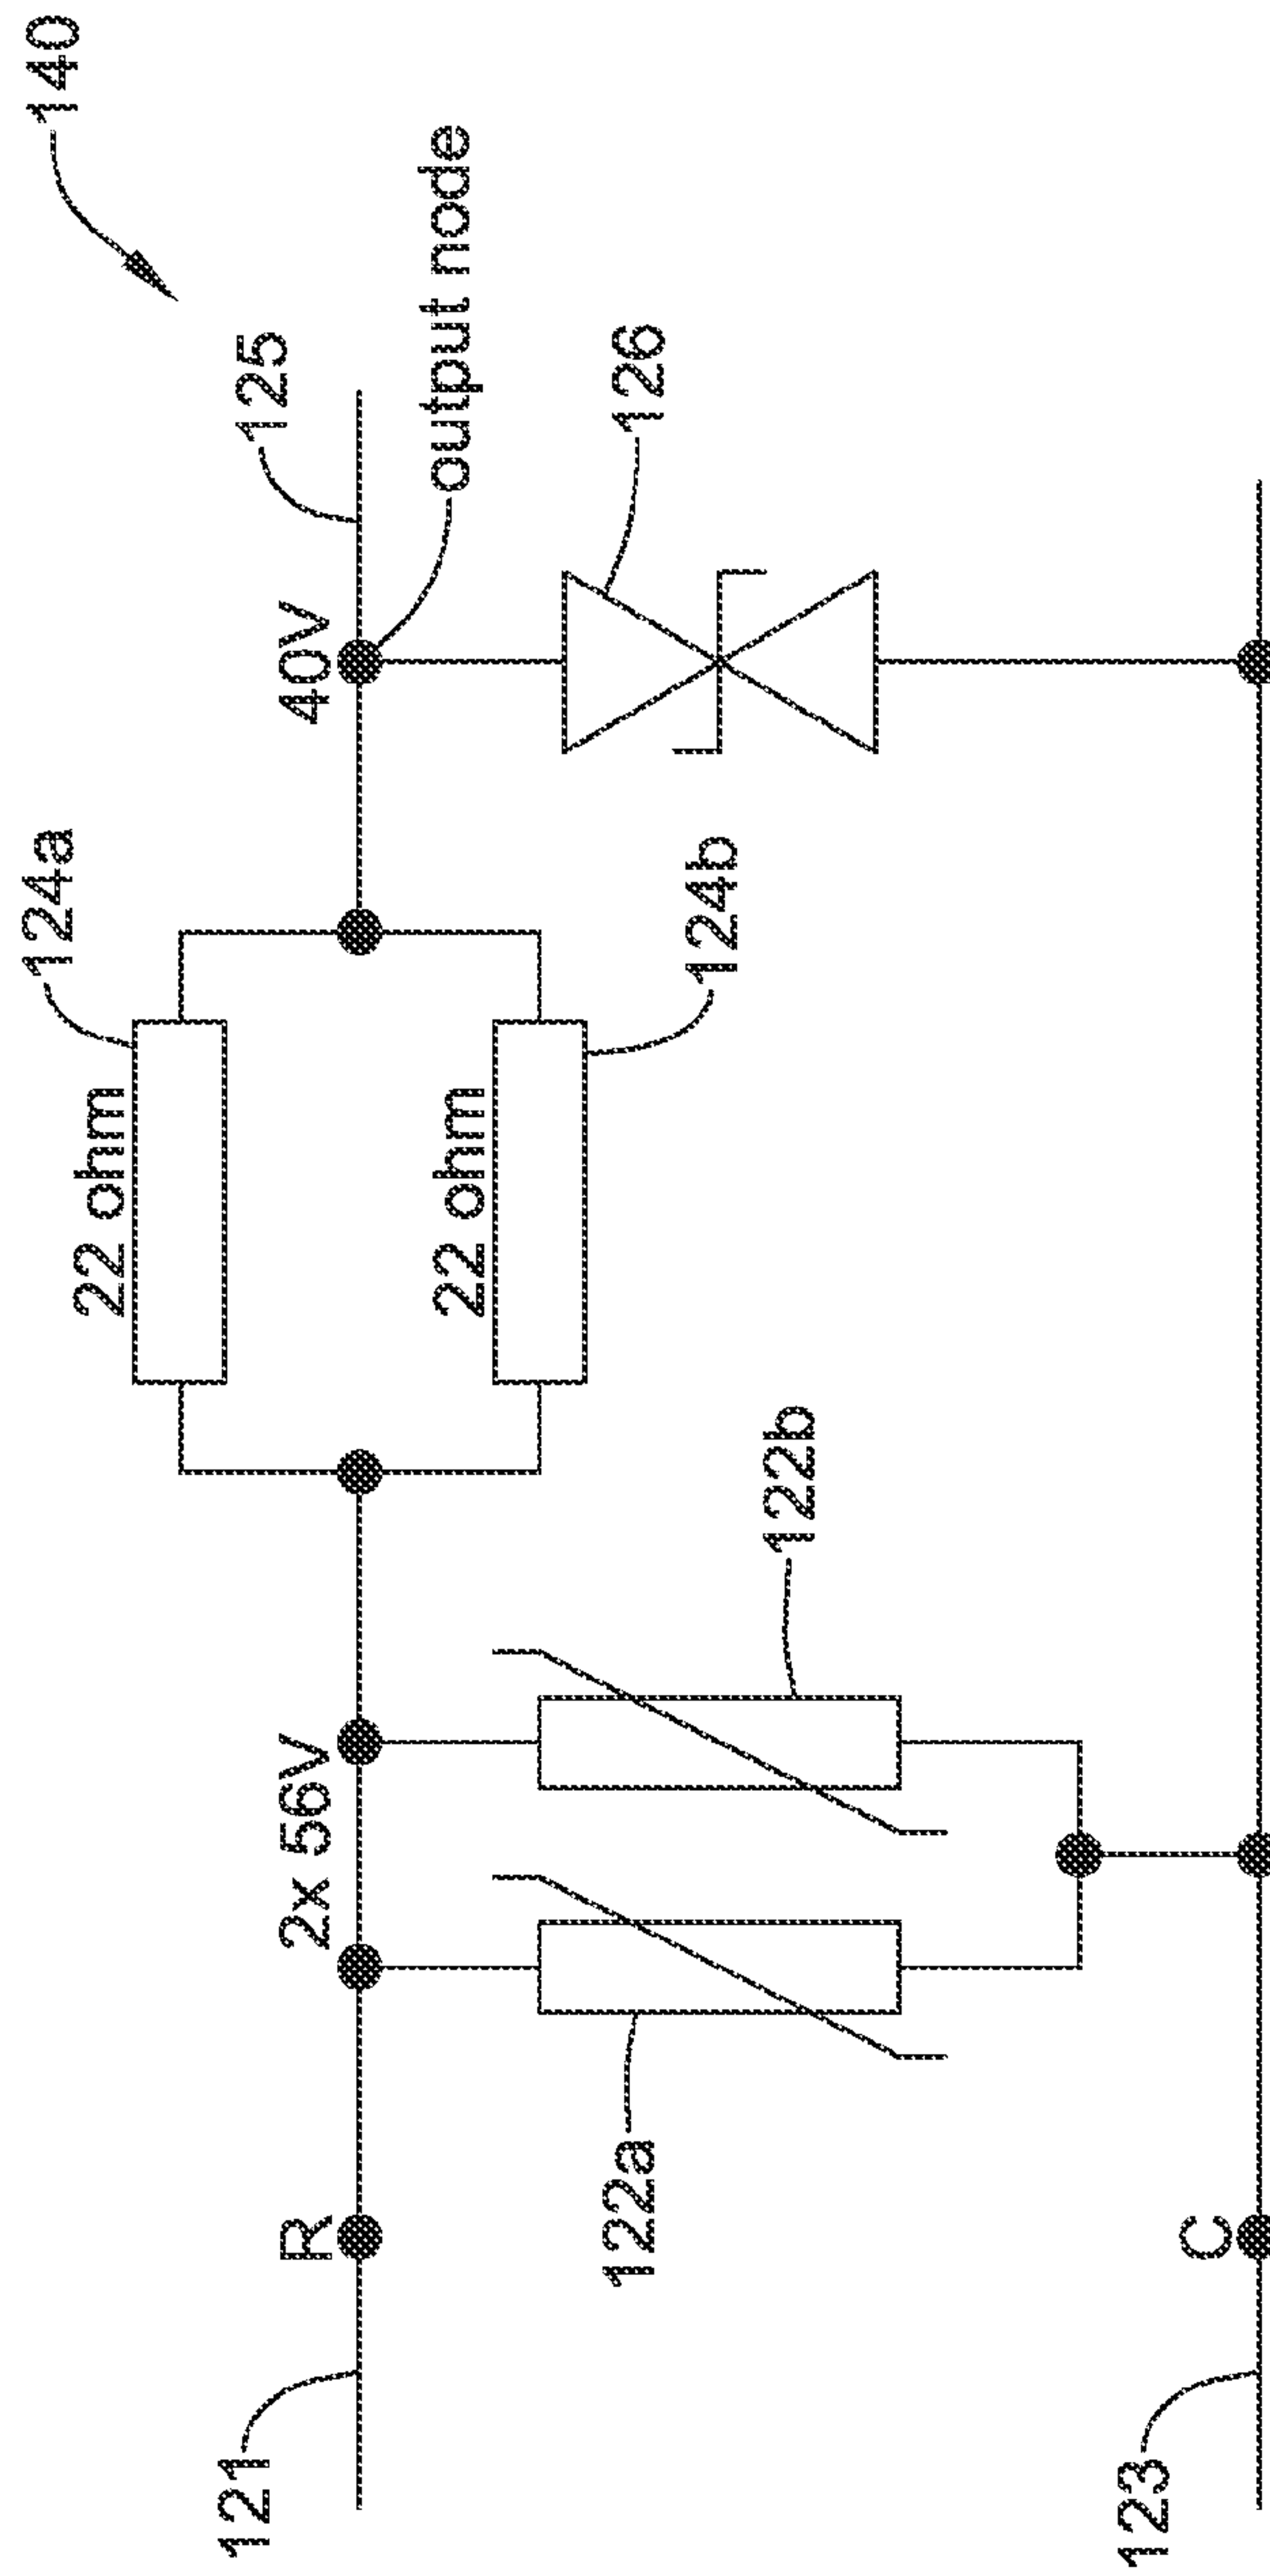 140
124a
22 ohm
121
R
2x 56V
40V
125
22 ohm
output node
124b
122a
122b
126
123
C